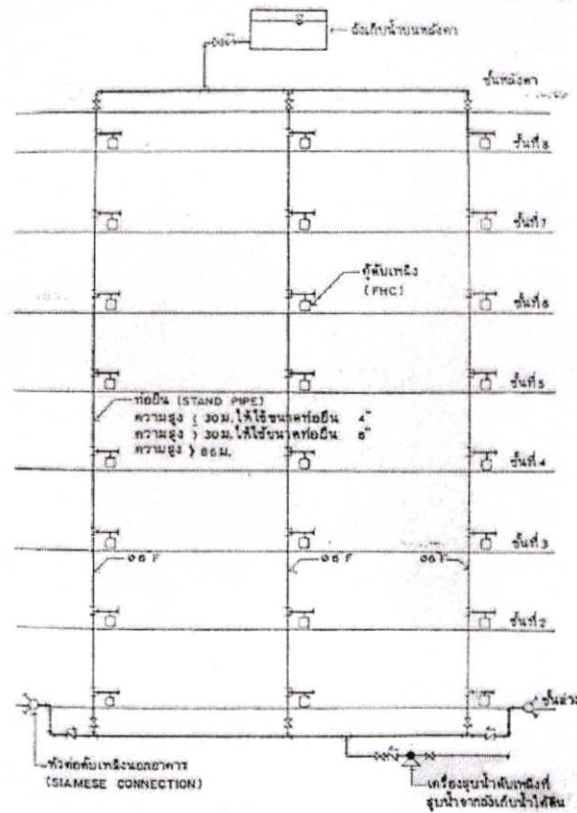 ถังเก็บน้ำบนหลังคา
ชั้นหลังคา
ชั้นที่ 8
ชั้นที่ 7
ตู้ดับเพลิง
(FHC)
ชั้นที่ 6
ชั้นที่ 5
ท่อยืน (STAND PIPE)
ความสูง < 30 ม. ให้ใช้ขนาดท่อยืน 4"
ความสูง > 30 ม. ให้ใช้ขนาดท่อยืน 6"
ความสูง > 86 ม.
ชั้นที่ 4
ชั้นที่ 3
Ø6"F
Ø6"F
Ø6"F
ชั้นที่ 2
ชั้นล่าง
หัวต่อดับเพลิงนอกอาคาร
(SIAMESE CONNECTION)
เครื่องสูบน้ำดับเพลิงที่
สูบน้ำจากถังเก็บน้ำใต้ดิน